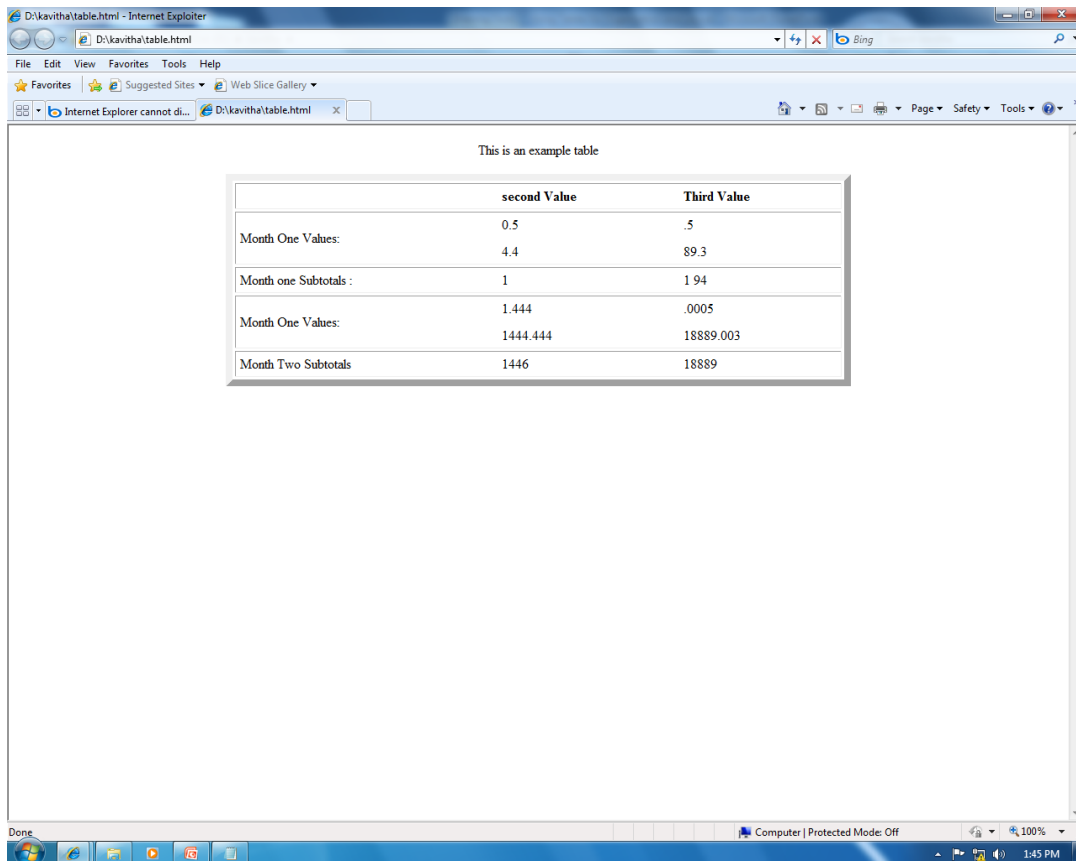 D:\kavitha\table.html - Internet Exploiter
D:\kavitha\table.html
Bing
File Edit View Favorites Tools Help
Favorites Suggested Sites Web Slice Gallery
Internet Explorer cannot di... D:\kavitha\table.html x Page Safety Tools
This is an example table
second Value Third Value
Month One Values:
0.5 .5
4.4 89.3
Month one Subtotals : 1 1 94
Month One Values:
1.444 .0005
1444.444 18889.003
Month Two Subtotals 1446 18889
Done Computer | Protected Mode: Off 100%
1:45 PM